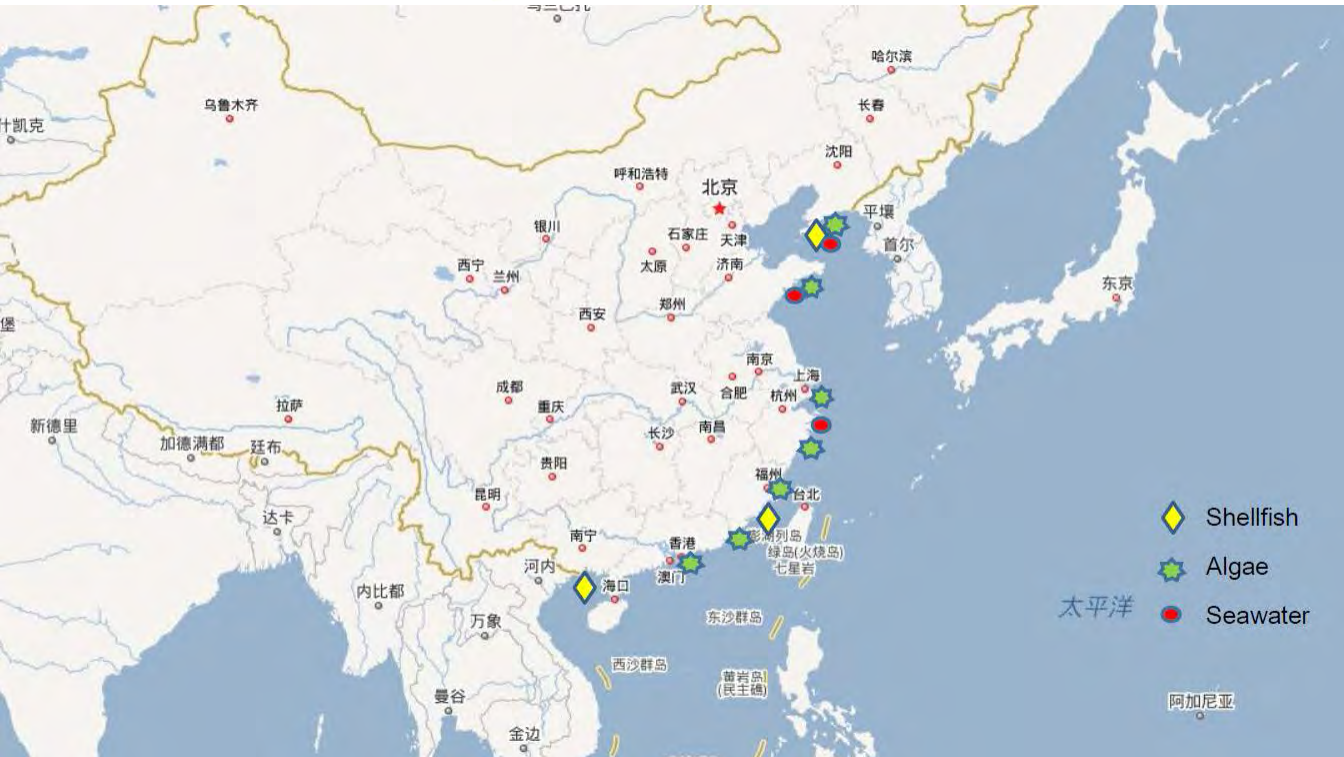 哈尔滨
乌鲁木齐
长春
什凯克
沈阳
呼和浩特
北京
平壤
银川
石家庄
天津
首尔
西宁
兰州
太原
济南
东京
郑州
堡
西安
南京
上海
成都
武汉
合肥
杭州
拉萨
重庆
新德里
长沙
南昌
加德满都
廷布
贵阳
福州
昆明
台北
达卡
Shellfish
南宁
香港
澎湖列岛
绿岛(火烧岛)
七星岩
河内
澳门
Algae
内比都
海口
太平洋
Seawater
万象
东沙群岛
西沙群岛
黄岩岛
(民主礁)
曼谷
阿加尼亚
金边